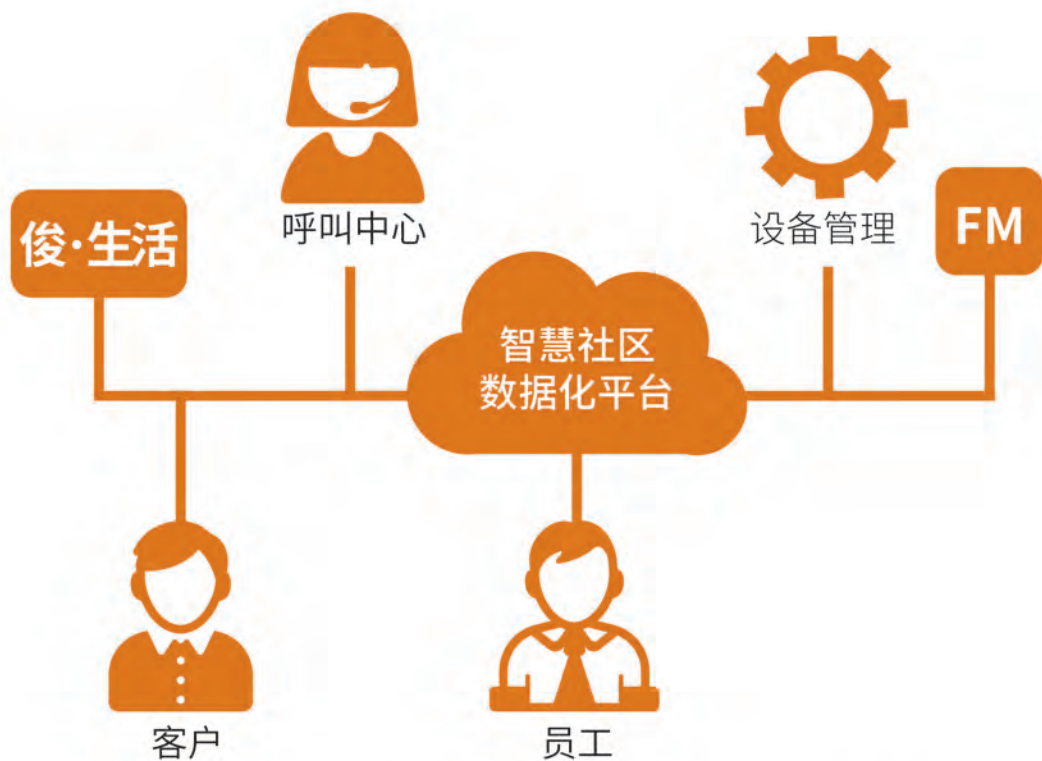 呼叫中心
设备管理
俊·生活
FM
智慧社区
数据化平台
客户
员工